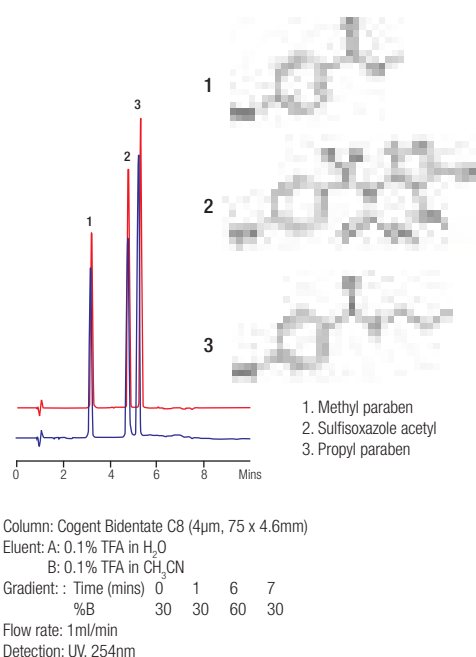 1
2
3
1
2
3
1. Methyl paraben
2. Sulfisoxazole acetyl
3. Propyl paraben
0 2 4 6 8 Mins
Column: Cogent Bidentate C8 (4µm, 75 x 4.6mm)
Eluent: A: 0.1% TFA in H2O
B: 0.1% TFA in CH3CN
Gradient: : Time (mins) 0 1 6 7
%B 30 30 60 30
Flow rate: 1ml/min
Detection: UV, 254nm